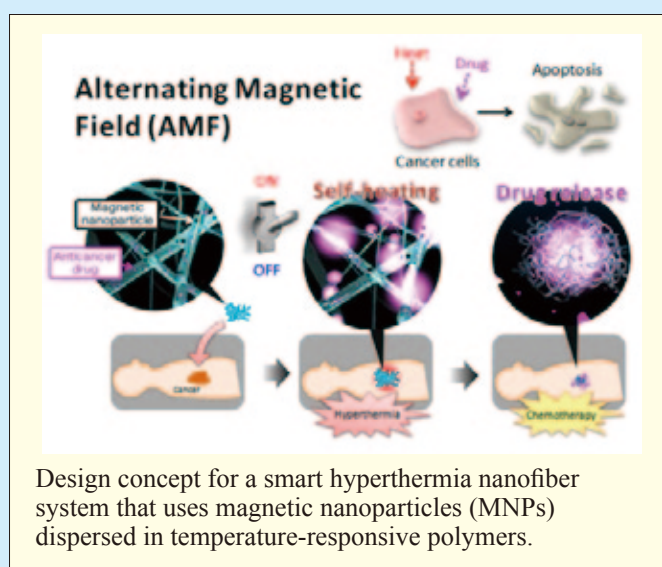 Heat
Drug
Apoptosis
Alternating Magnetic
Field (AMF)
Cancer cells
ON
Self-heating
Drug release
Magnetic
nanoparticle
Anticancer
drug
OFF
cancer
Hyperthermia
Chemotherapy
Design concept for a smart hyperthermia nanofiber
system that uses magnetic nanoparticles (MNPs)
dispersed in temperature-responsive polymers.